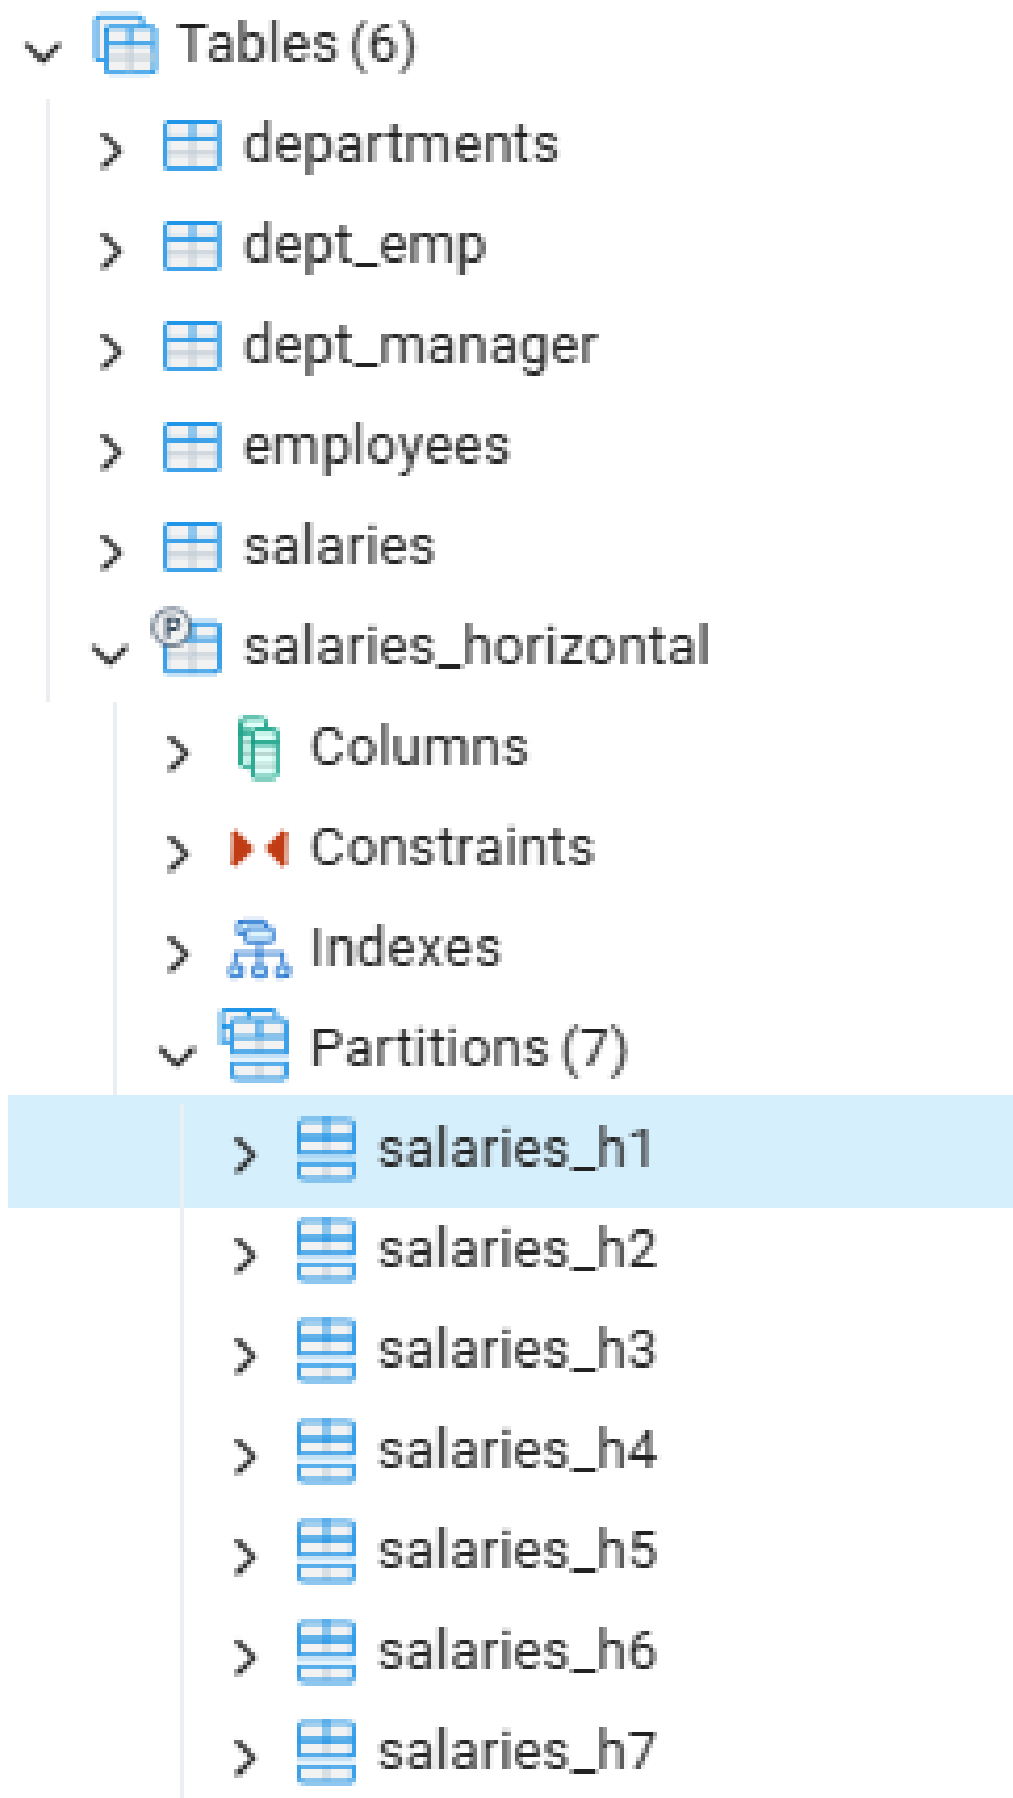 Tables (6)
departments
dept_emp
dept_manager
employees
salaries
P
salaries_horizontal
Columns
Constraints
Indexes
Partitions (7)
salaries_h1
salaries_h2
salaries_h3
salaries_h4
salaries_h5
salaries_h6
salaries_h7